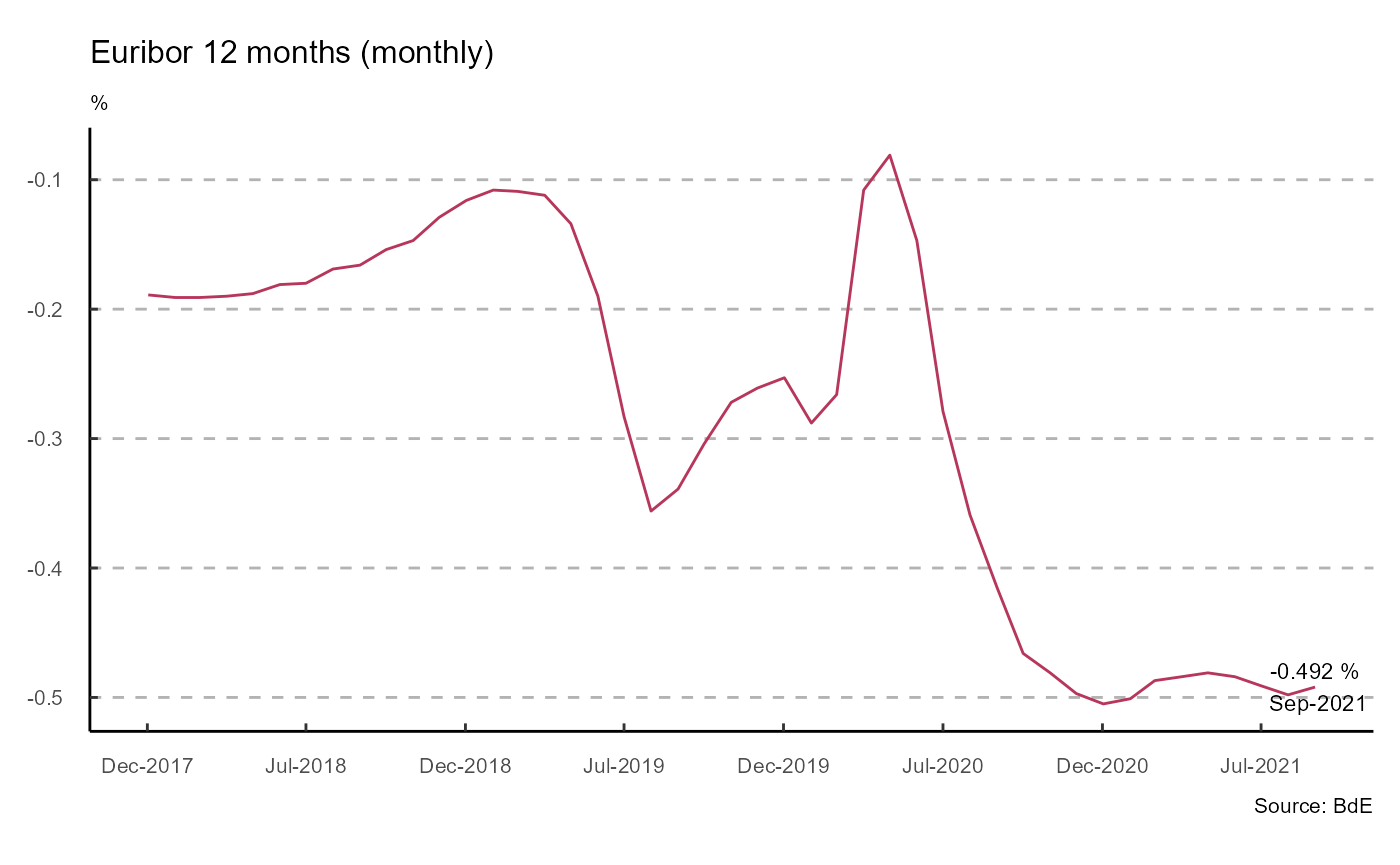 Euribor 12 months (monthly)
%
-0.1
-0.2
-0.3
-0.4
-0.5
-0.492 %
Sep-2021
Dec-2017 Jul-2018 Dec-2018 Jul-2019 Dec-2019 Jul-2020 Dec-2020 Jul-2021
Source: BdE